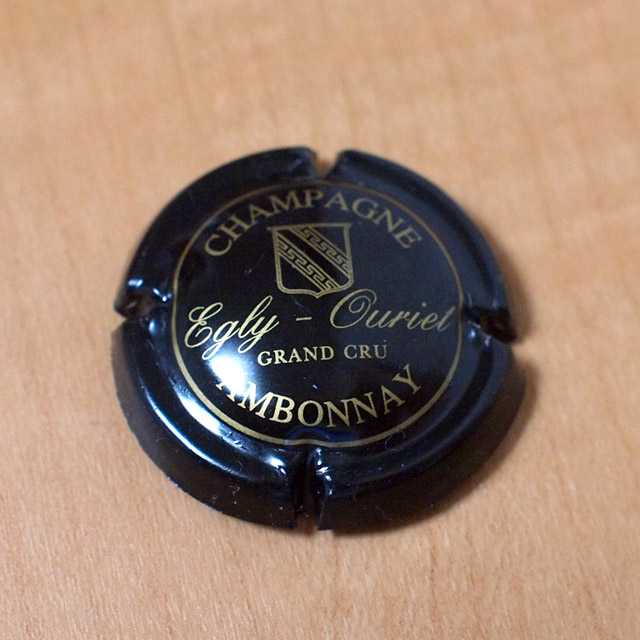 CHAMPAGNE
Egly - Ouriet
GRAND CRU
AMBONNAY